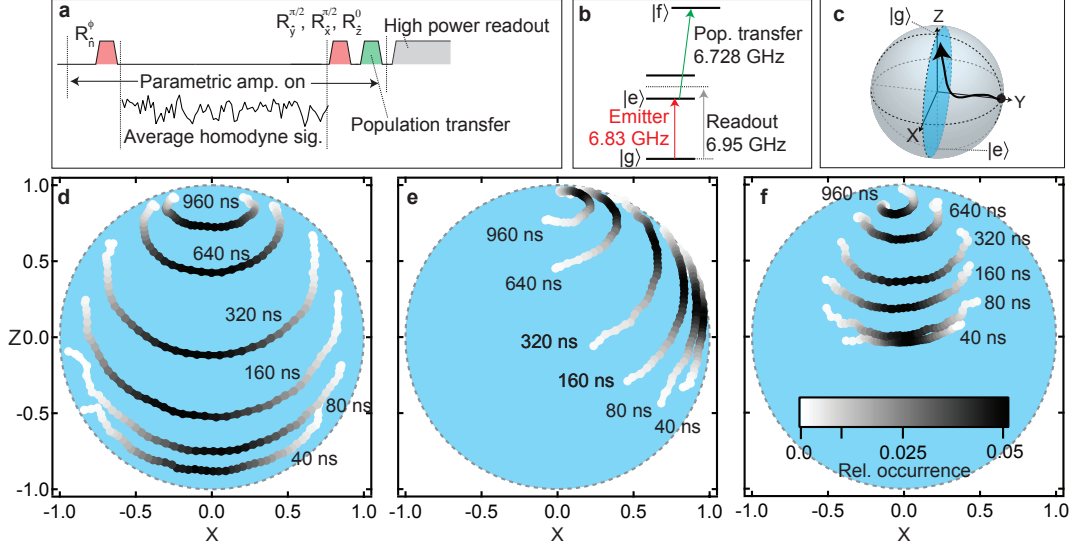 a
R_n̂^ϕ
R_ŷ^π/2, R_x̂^π/2, R_ẑ^0
High power readout
Parametric amp. on
Average homodyne sig.
Population transfer
b
|f⟩
Pop. transfer
6.728 GHz
|e⟩
Emitter
6.83 GHz
Readout
6.95 GHz
|g⟩
c
|g⟩
Z
Y
X
|e⟩
d
1.0
0.5
Z0.0
-0.5
-1.0
960 ns
640 ns
320 ns
160 ns
80 ns
40 ns
-1.0 -0.5 0.0 0.5 1.0
X
e
960 ns
640 ns
320 ns
160 ns
80 ns
40 ns
-1.0 -0.5 0.0 0.5 1.0
X
f
960 ns
640 ns
320 ns
160 ns
80 ns
40 ns
0.0 0.025 0.05
Rel. occurrence
-1.0 -0.5 0.0 0.5 1.0
X